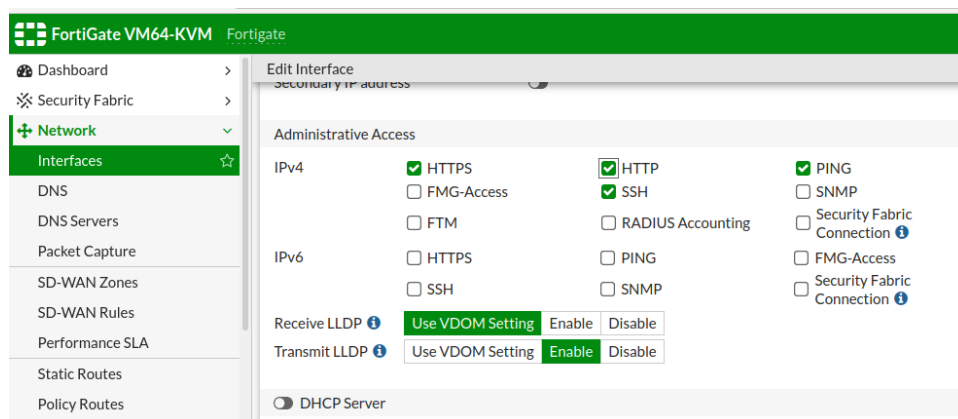 FortiGate VM64-KVM Fortigate
Dashboard
Security Fabric
Network
Interfaces
DNS
DNS Servers
Packet Capture
SD-WAN Zones
SD-WAN Rules
Performance SLA
Static Routes
Policy Routes
Edit Interface
Secondary IP address
Administrative Access
IPv4 HTTPS HTTP PING
FMG-Access SSH SNMP
FTM RADIUS Accounting Security Fabric
Connection
IPv6 HTTPS PING FMG-Access
SSH SNMP Security Fabric
Connection
Receive LLDP Use VDOM Setting Enable Disable
Transmit LLDP Use VDOM Setting Enable Disable
DHCP Server